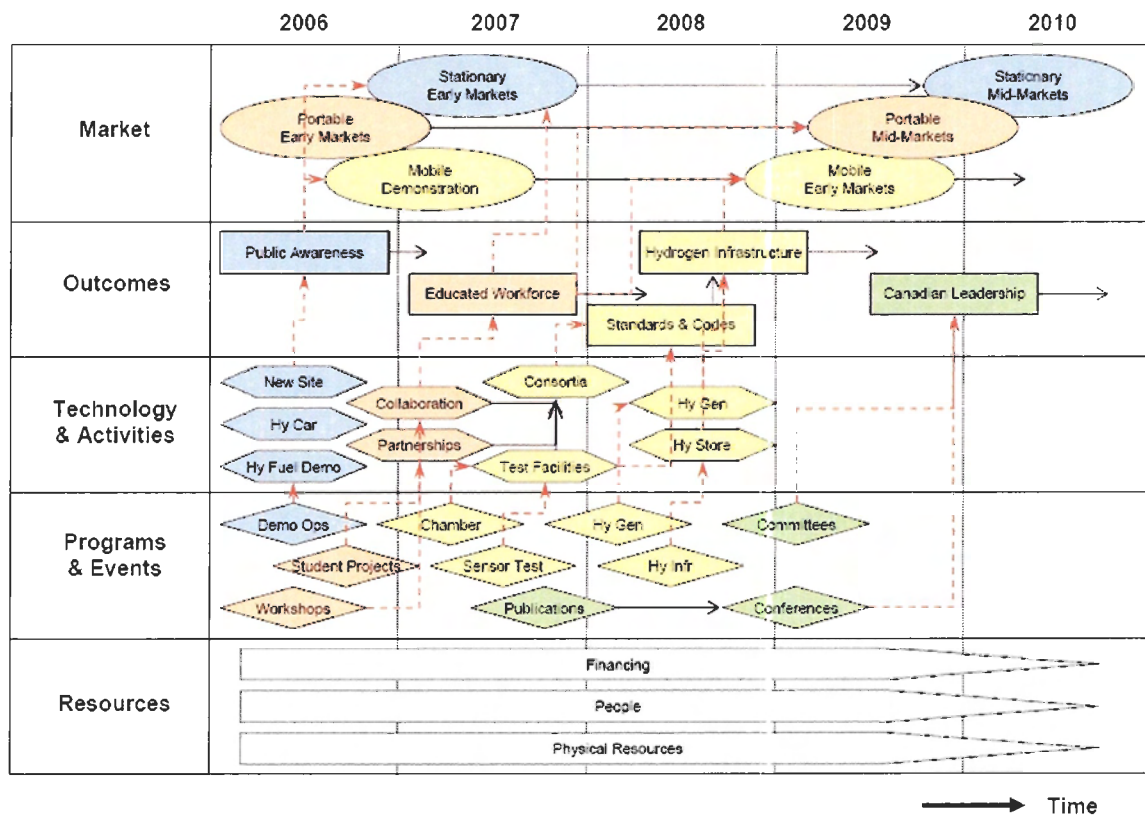 2006 2007 2008 2009 2010
Market
Stationary
Early Markets
Stationary
Mid-Markets
Portable
Early Markets
Portable
Mid-Markets
Mobile
Demonstration
Mobile
Early Markets
Outcomes
Public Awareness
Hydrogen Infrastructure
Educated Workforce
Canadian Leadership
Standards & Codes
Technology
& Activities
New Site
Consortia
Collaboration
Hy Gen
Hy Car
Partnerships
Hy Store
Hy Fuel Demo
Test Facilities
Programs
& Events
Demo Ops
Chamber
Hy Gen
Committees
Student Projects
Sensor Test
Hy Infr
Workshops
Publications
Conferences
Resources
Financing
People
Physical Resources
Time